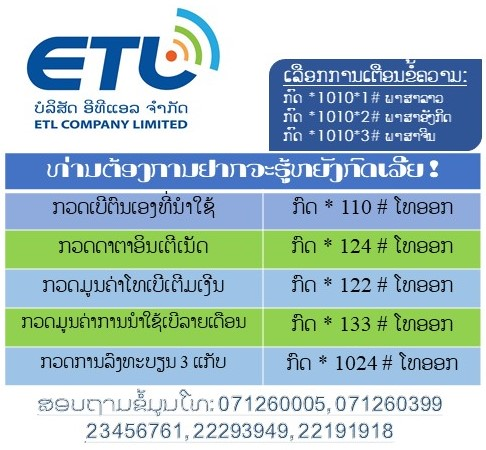 ETL
ບໍລິສັດ ອີທີແອລ ຈຳກັດ
ETL COMPANY LIMITED
ເລືອກການເຕືອນຂໍ້ຄວາມ:
ກົດ *1010*1# ພາສາລາວ
ກົດ *1010*2# ພາສາອັງກິດ
ກົດ *1010*3# ພາສາຈີນ
ທ່ານຕ້ອງການຢາກຈະຮູ້ຫຍັງກົດເລີຍ!
ກວດເບີຕົນເອງທີ່ນຳໃຊ້ ກົດ * 110 # ໂທອອກ
ກວດດາຕາອິນເຕີເນັດ ກົດ * 124 # ໂທອອກ
ກວດມູນຄ່າໂທເບີເຕີມເງີນ ກົດ * 122 # ໂທອອກ
ກວດມູນຄ່າການນຳໃຊ້ເບີລາຍເດືອນ ກົດ * 133 # ໂທອອກ
ກວດການລົງທະບຽນ 3 ແກັບ ກົດ * 1024 # ໂທອອກ
ສອບຖາມຂໍ້ມູນໂທ: 071260005, 071260399
23456761, 22293949, 22191918